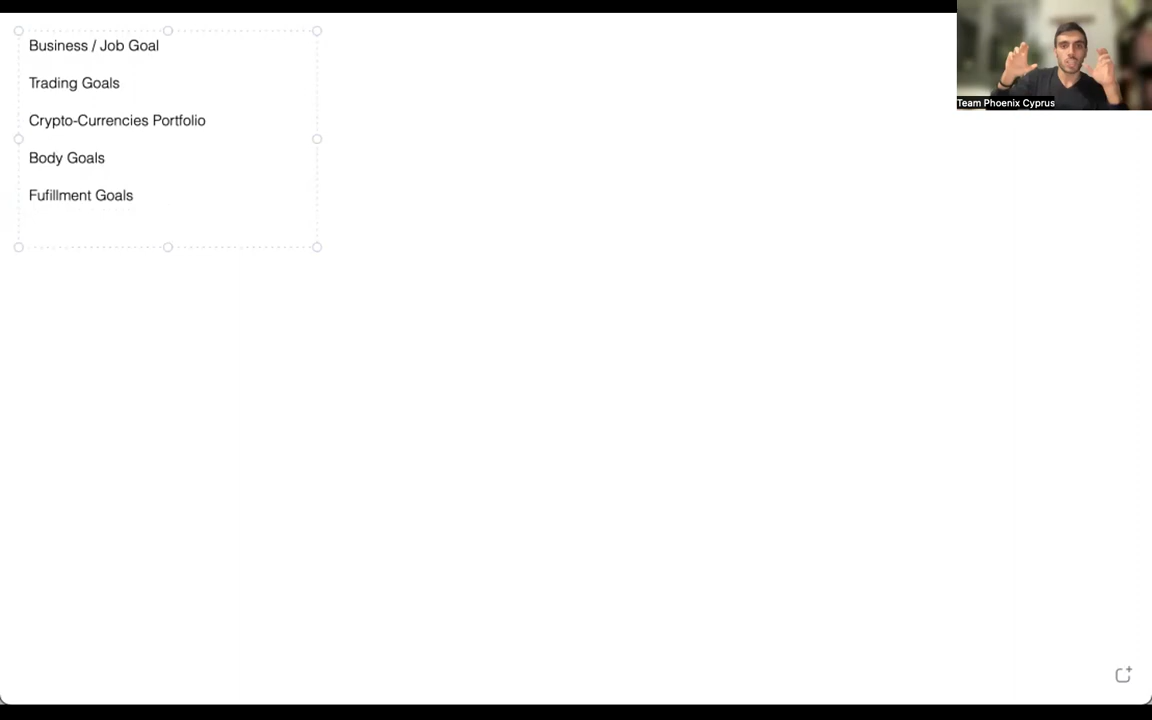 Business / Job Goal
Trading Goals
Crypto-Currencies Portfolio
Body Goals
Fufillment Goals
Team Phoenix Cyprus